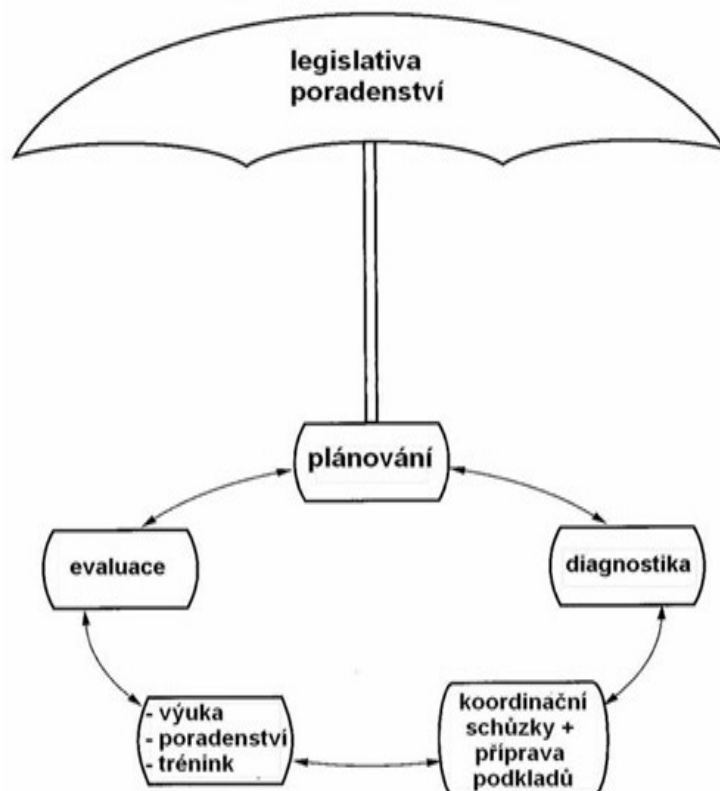 legislativa
poradenství
plánování
evaluace
diagnostika
- výuka
- poradenství
- trénink
koordinační
schůzky +
příprava
podkladů